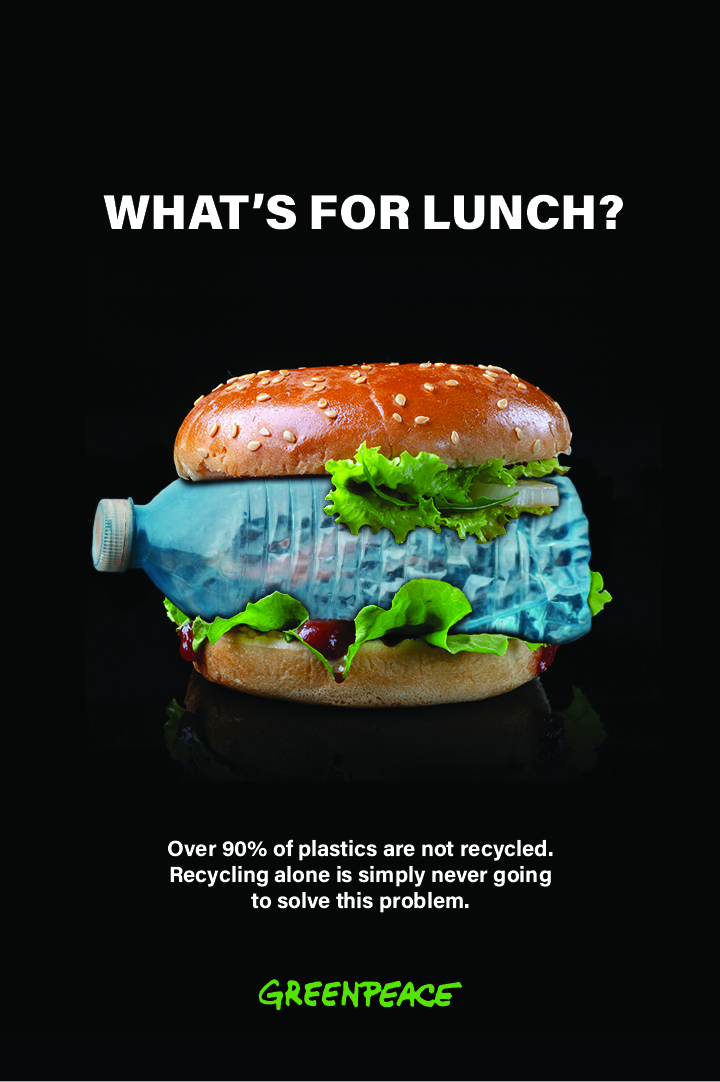 WHAT'S FOR LUNCH?
Over 90% of plastics are not recycled.
Recycling alone is simply never going
to solve this problem.
GREENPEACE